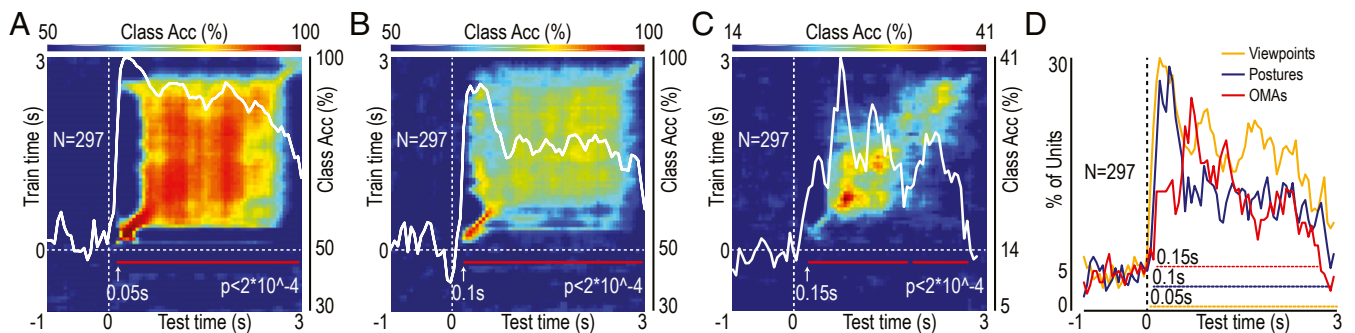 A
50 Class Acc (%) 100
3
100
N=297
Train time (s)
Class Acc (%)
0
50
0.05s
p<2*10^-4
30
-1 0 Test time (s) 3
B
50 Class Acc (%) 100
3
100
N=297
Train time (s)
Class Acc (%)
0
50
0.1s
p<2*10^-4
30
-1 0 Test time (s) 3
C
14 Class Acc (%) 41
3
41
N=297
Train time (s)
Class Acc (%)
0
14
0.15s
p<2*10^-4
5
-1 0 Test time (s) 3
D
30
Viewpoints
Postures
OMAs
N=297
% of Units
5
0
0.15s
0.1s
0.05s
-1 0 Test time (s) 3